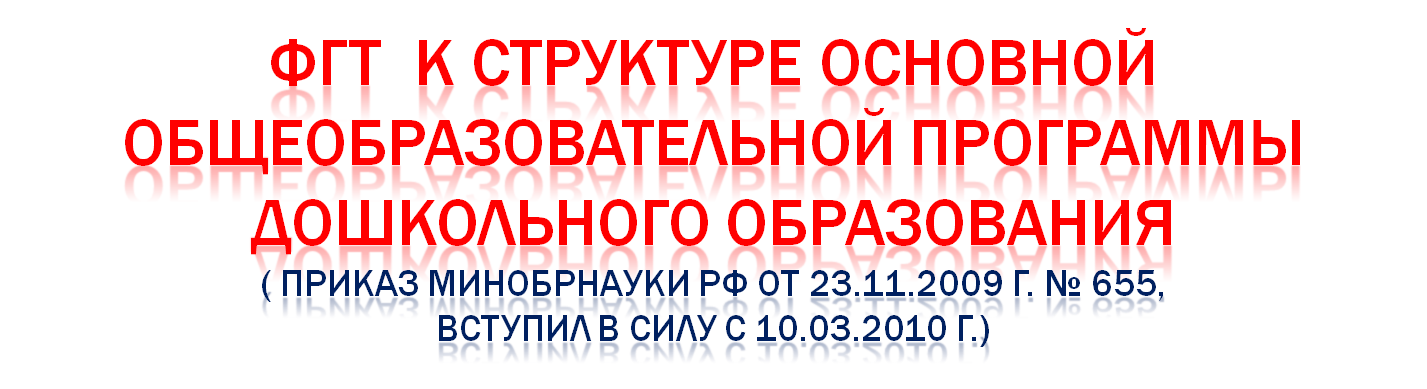 ФГТ К СТРУКТУРЕ ОСНОВНОЙ
ОБЩЕОБРАЗОВАТЕЛЬНОЙ ПРОГРАММЫ
ДОШКОЛЬНОГО ОБРАЗОВАНИЯ
( ПРИКАЗ МИНОБРНАУКИ РФ ОТ 23.11.2009 Г. № 655,
ВСТУПИЛ В СИЛУ С 10.03.2010 Г.)